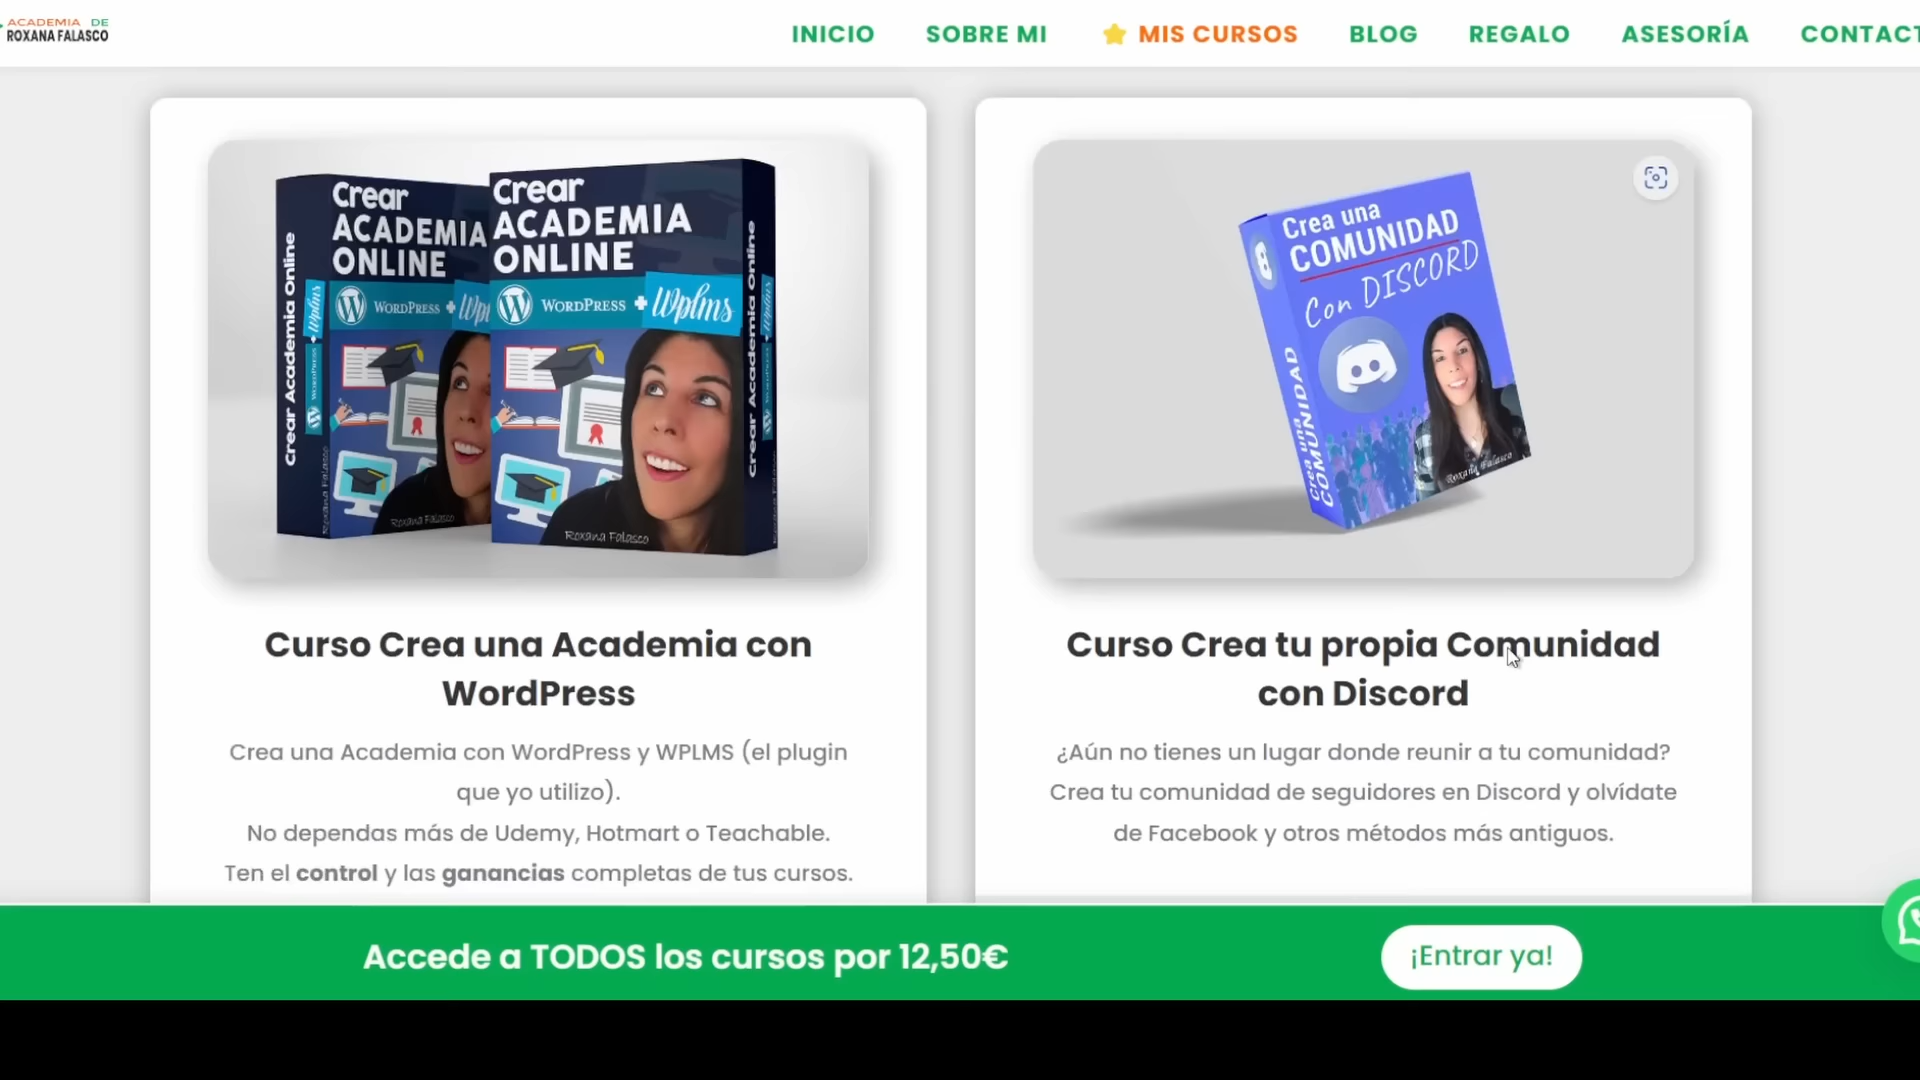 ACADEMIA DE
ROXANA FALASCO
INICIO
SOBRE MI
MIS CURSOS
BLOG
REGALO
ASESORÍA
CONTACT
Crear
ACADEMIA
ONLINE
WORDPRESS +
Crear Academia Online
Roxana Falasco
Crear
ACADEMIA
ONLINE
WORDPRESS + Wplms
Crear Academia Online
Roxana Falasco
Crea una
COMUNIDAD
Con DISCORD
Crea una
COMUNIDAD
Roxana Falasco
Curso Crea una Academia con
WordPress
Crea una Academia con WordPress y WPLMS (el plugin
que yo utilizo).
No dependas más de Udemy, Hotmart o Teachable.
Ten el control y las ganancias completas de tus cursos.
Curso Crea tu propia Comunidad
con Discord
¿Aún no tienes un lugar donde reunir a tu comunidad?
Crea tu comunidad de seguidores en Discord y olvídate
de Facebook y otros métodos más antiguos.
Accede a TODOS los cursos por 12,50€
¡Entrar ya!